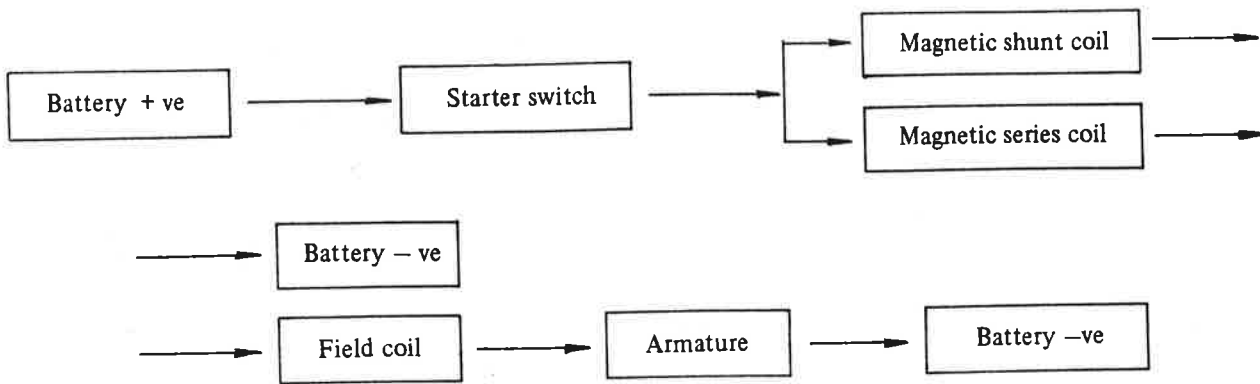 Battery + ve
Starter switch
Magnetic shunt coil
Magnetic series coil
Battery – ve
Field coil
Armature
Battery –ve